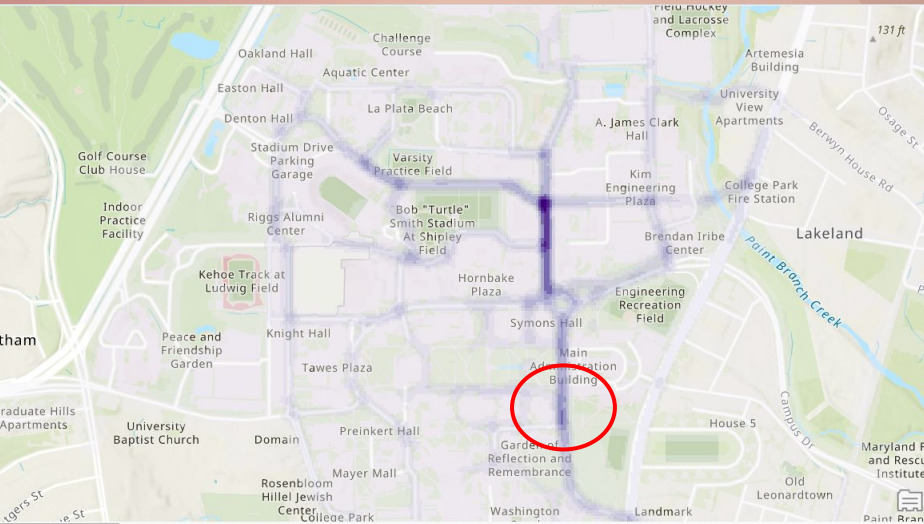 Field Hockey
and Lacrosse
Complex
131 ft
Challenge
Course
Oakland Hall
Artemesia
Building
Aquatic Center
Easton Hall
University
View
Apartments
La Plata Beach
Osage St
Denton Hall
A. James Clark
Hall
Berwyn House Rd
Stadium Drive
Parking
Garage
Golf Course
Club House
Varsity
Practice Field
Kim
Engineering
Plaza
College Park
Fire Station
Indoor
Practice
Facility
Riggs Alumni
Center
Bob "Turtle"
Smith Stadium
At Shipley
Field
Lakeland
Brendan Iribe
Center
Paint Branch Creek
Kehoe Track at
Ludwig Field
Hornbake
Plaza
Engineering
Recreation
Field
Symons Hall
tham
Peace and
Friendship
Garden
Knight Hall
Main
Administration
Building
Tawes Plaza
Campus Dr
raduate Hills
Apartments
University
Baptist Church
Domain
Preinkert Hall
House 5
Garden of
Reflection and
Remembrance
Maryland F
and Rescu
Institute
Mayer Mall
Rosenbloom
Hillel Jewish
Center
Old
Leonardtown
tgers St
le St
College Park
Washington
Landmark
Paint Bran